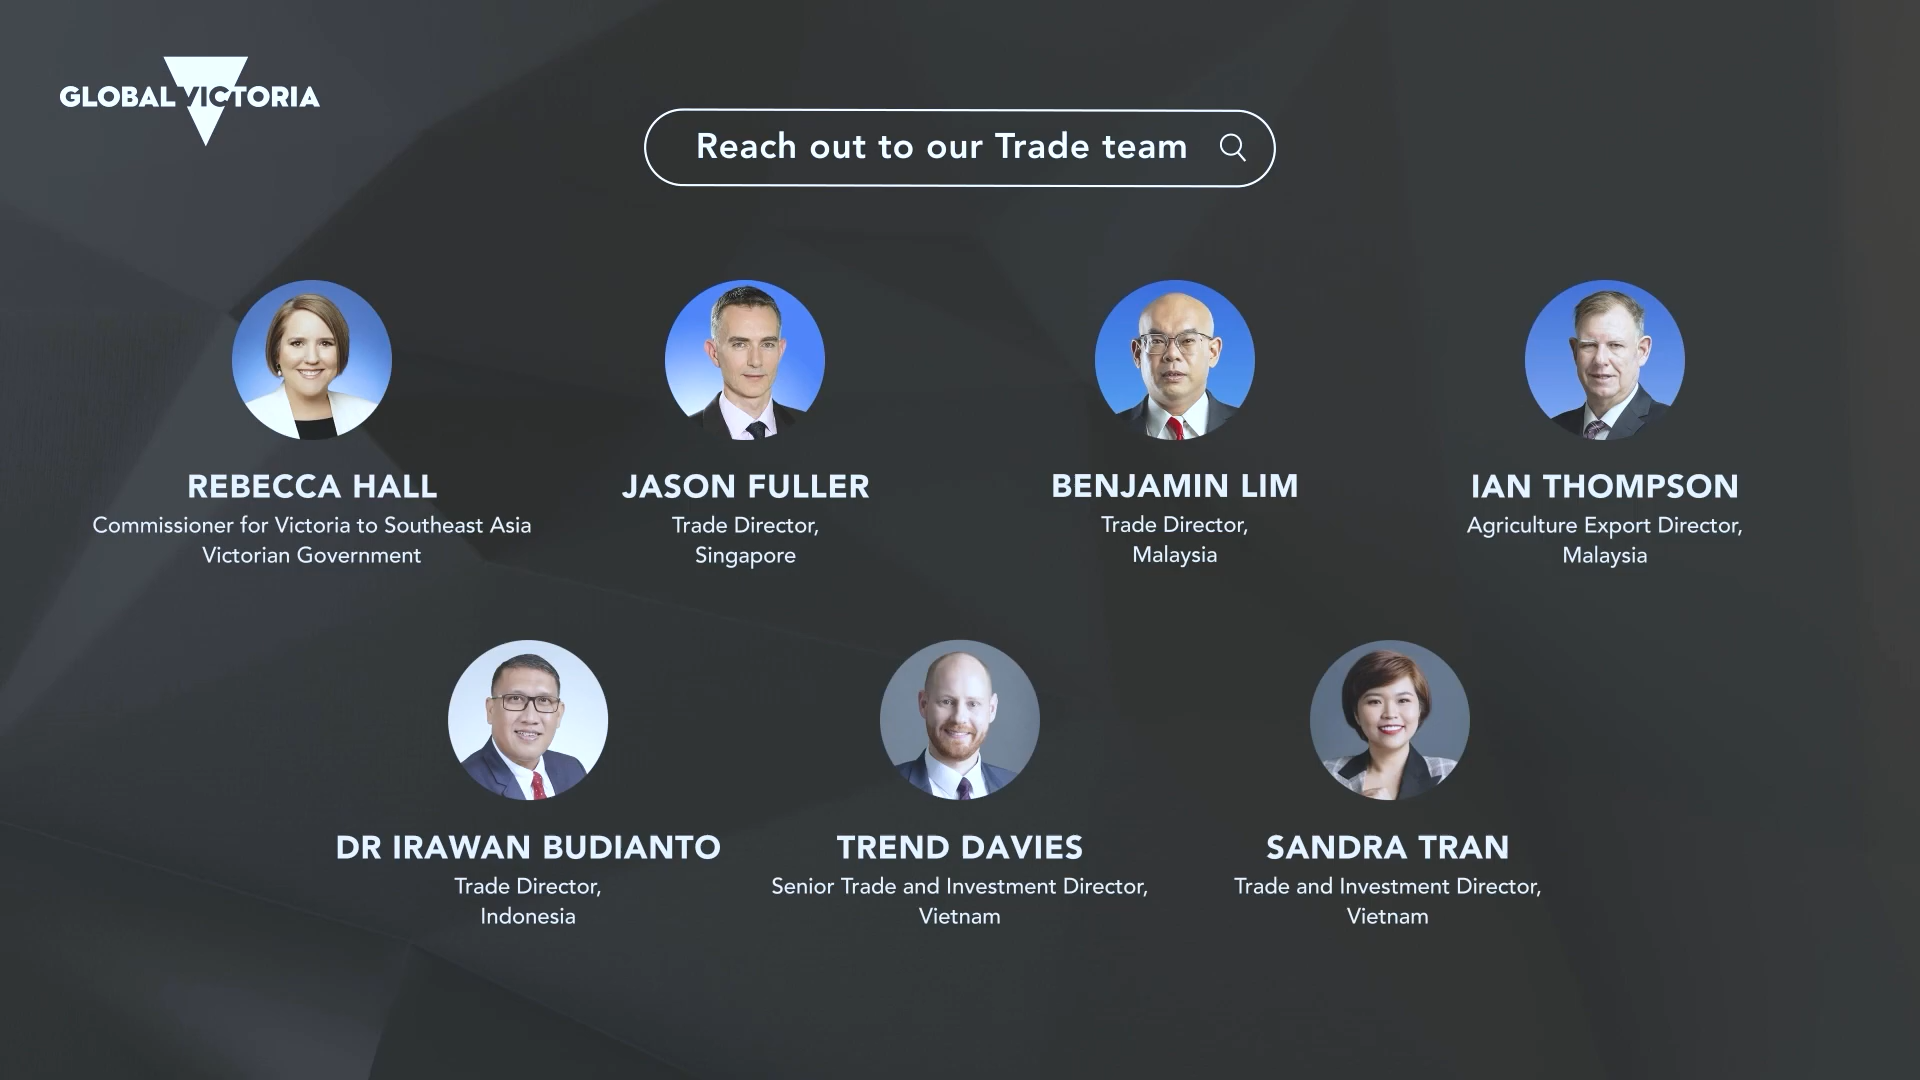 GLOBAL VICTORIA
Reach out to our Trade team
REBECCA HALL
Commissioner for Victoria to Southeast Asia
Victorian Government
JASON FULLER
Trade Director,
Singapore
BENJAMIN LIM
Trade Director,
Malaysia
IAN THOMPSON
Agriculture Export Director,
Malaysia
DR IRAWAN BUDIANTO
Trade Director,
Indonesia
TREND DAVIES
Senior Trade and Investment Director,
Vietnam
SANDRA TRAN
Trade and Investment Director,
Vietnam